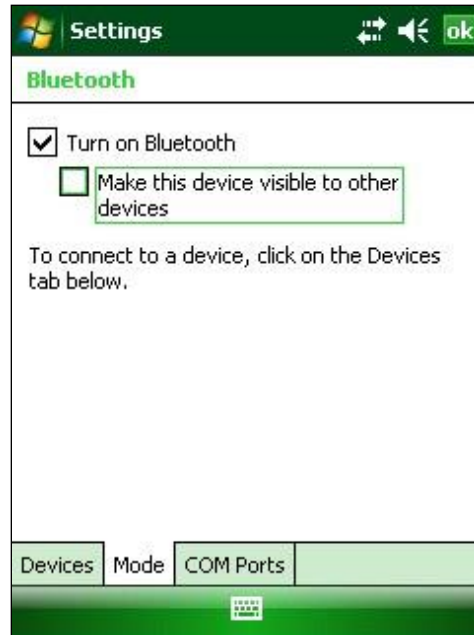 Settings
ok
Bluetooth
Turn on Bluetooth
Make this device visible to other
devices
To connect to a device, click on the Devices
tab below.
Devices Mode COM Ports